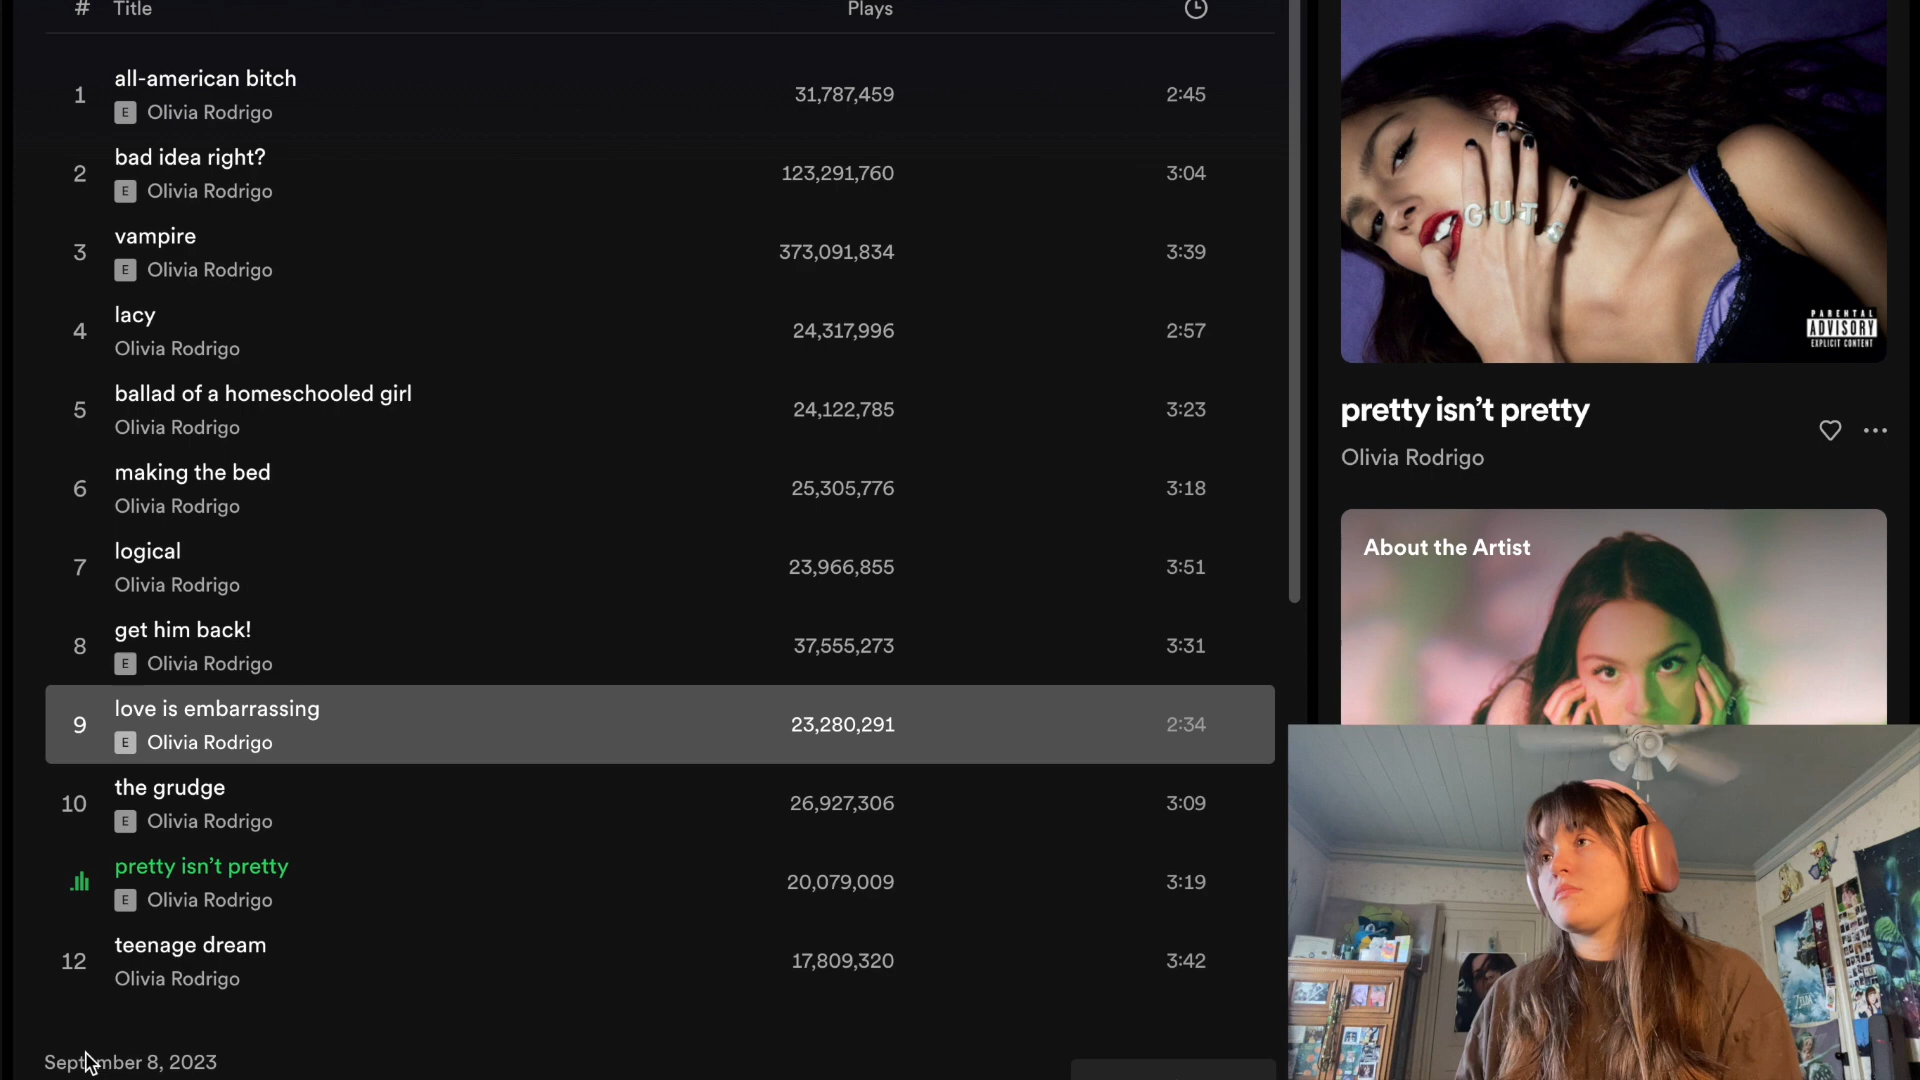 # Title Plays
1 all-american bitch 31,787,459 2:45
E Olivia Rodrigo
2 bad idea right? 123,291,760 3:04
E Olivia Rodrigo
3 vampire 373,091,834 3:39
E Olivia Rodrigo
4 lacy 24,317,996 2:57
Olivia Rodrigo
5 ballad of a homeschooled girl 24,122,785 3:23
Olivia Rodrigo
6 making the bed 25,305,776 3:18
Olivia Rodrigo
7 logical 23,966,855 3:51
Olivia Rodrigo
8 get him back! 37,555,273 3:31
E Olivia Rodrigo
9 love is embarrassing 23,280,291 2:34
E Olivia Rodrigo
10 the grudge 26,927,306 3:09
E Olivia Rodrigo
pretty isn’t pretty 20,079,009 3:19
E Olivia Rodrigo
12 teenage dream 17,809,320 3:42
Olivia Rodrigo
September 8, 2023
GUT
PARENTAL
ADVISORY
EXPLICIT CONTENT
pretty isn’t pretty
Olivia Rodrigo
About the Artist
ZELDA